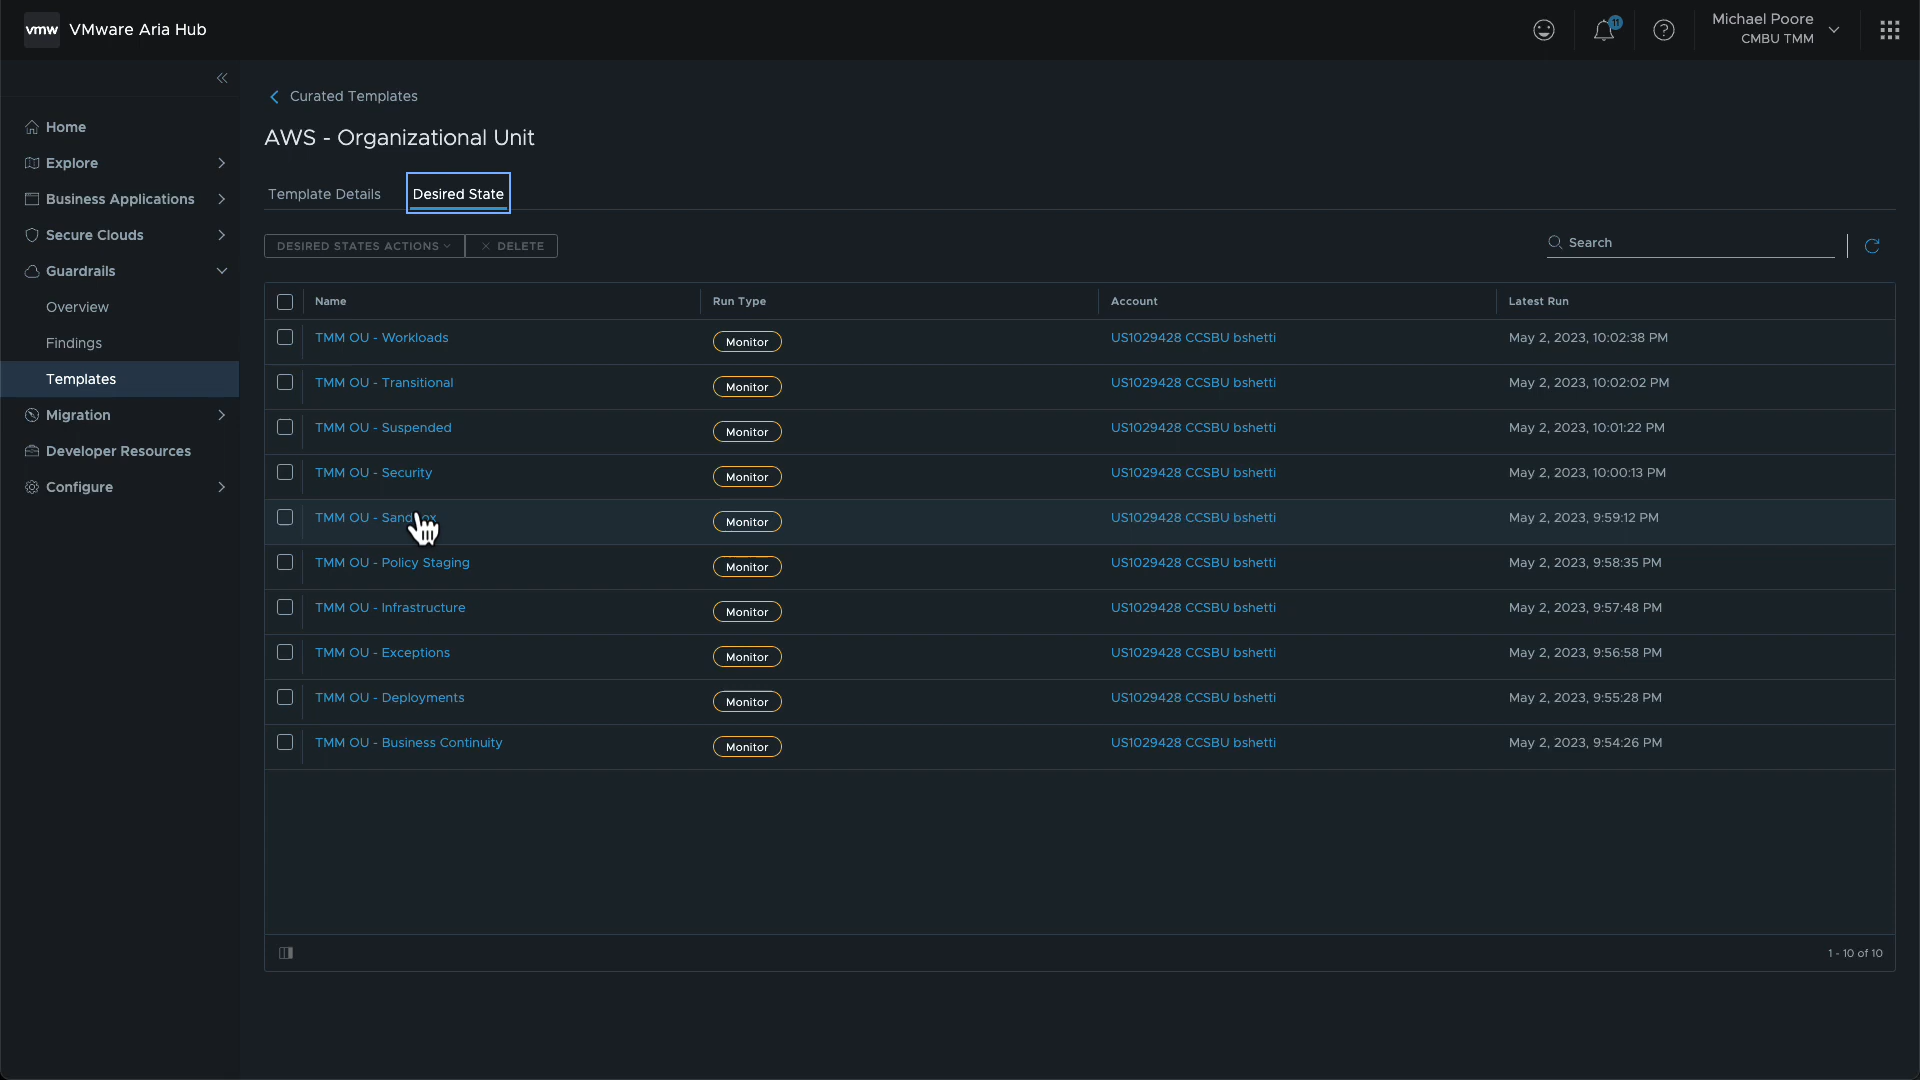 vmw VMware Aria Hub
11
Michael Poore
CMBU TMM
Home
Explore
Business Applications
Secure Clouds
Guardrails
Overview
Findings
Templates
Migration
Developer Resources
Configure
Curated Templates
AWS - Organizational Unit
Template Details Desired State
DESIRED STATES ACTIONS DELETE
Search
Name Run Type Account Latest Run
TMM OU - Workloads Monitor US1029428 CCSBU bshetti May 2, 2023, 10:02:38 PM
TMM OU - Transitional Monitor US1029428 CCSBU bshetti May 2, 2023, 10:02:02 PM
TMM OU - Suspended Monitor US1029428 CCSBU bshetti May 2, 2023, 10:01:22 PM
TMM OU - Security Monitor US1029428 CCSBU bshetti May 2, 2023, 10:00:13 PM
TMM OU - Sandbox Monitor US1029428 CCSBU bshetti May 2, 2023, 9:59:12 PM
TMM OU - Policy Staging Monitor US1029428 CCSBU bshetti May 2, 2023, 9:58:35 PM
TMM OU - Infrastructure Monitor US1029428 CCSBU bshetti May 2, 2023, 9:57:48 PM
TMM OU - Exceptions Monitor US1029428 CCSBU bshetti May 2, 2023, 9:56:58 PM
TMM OU - Deployments Monitor US1029428 CCSBU bshetti May 2, 2023, 9:55:28 PM
TMM OU - Business Continuity Monitor US1029428 CCSBU bshetti May 2, 2023, 9:54:26 PM
1 - 10 of 10